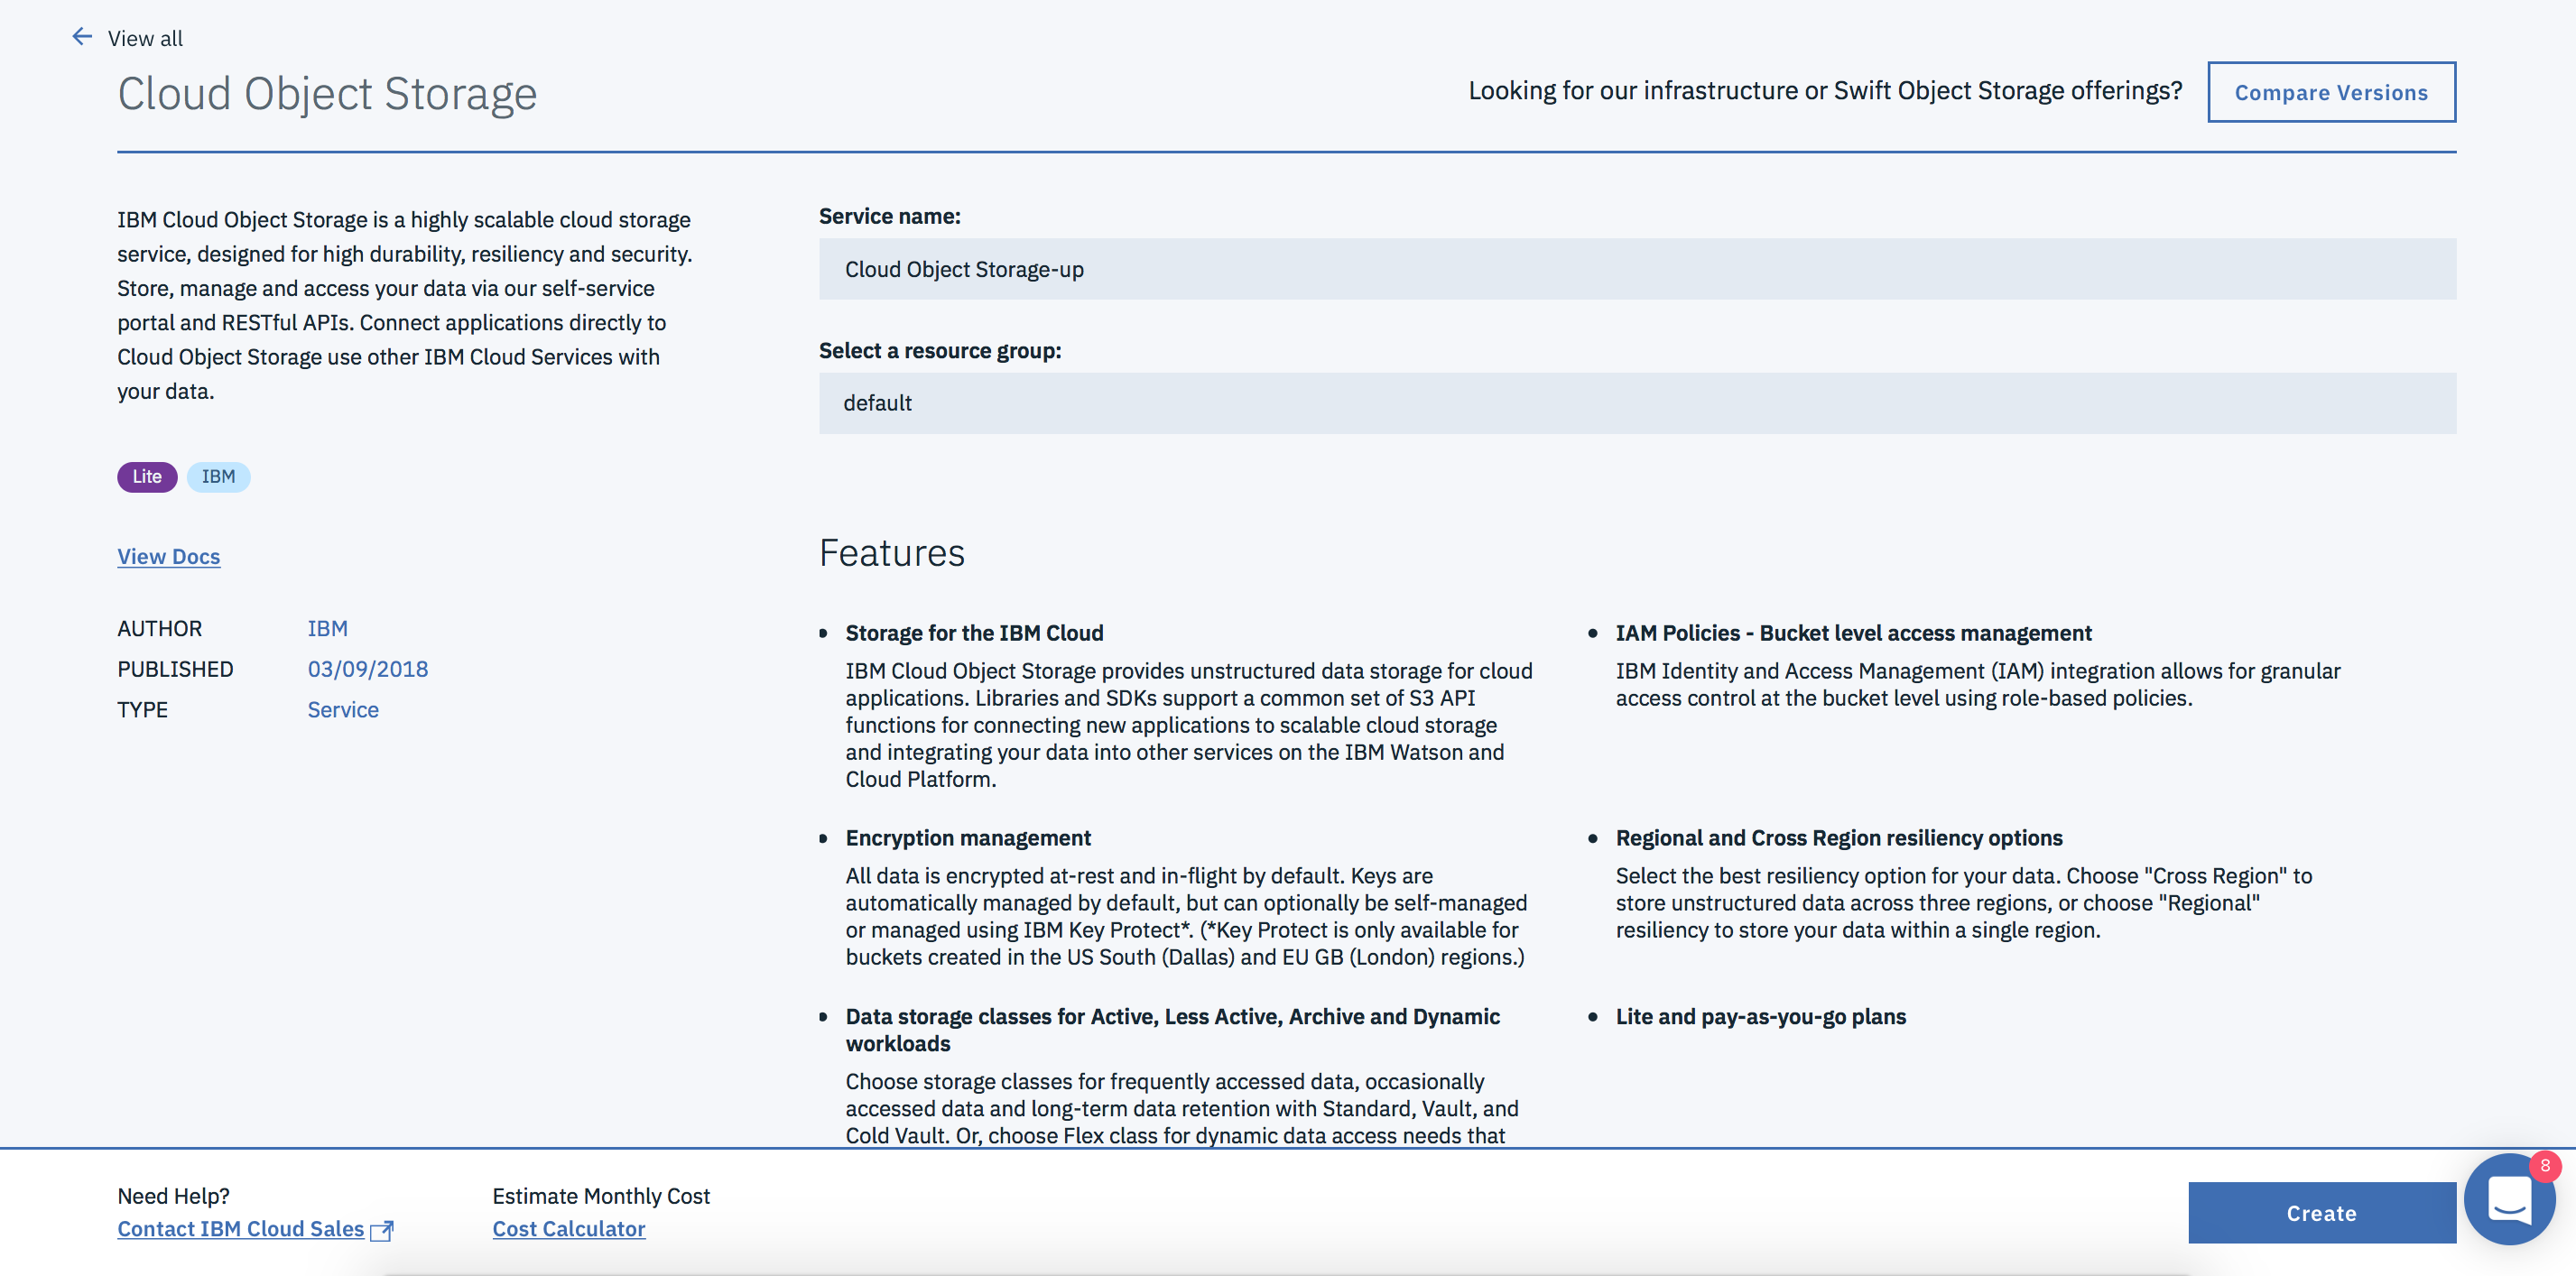 View all
Cloud Object Storage
Looking for our infrastructure or Swift Object Storage offerings?
Compare Versions
IBM Cloud Object Storage is a highly scalable cloud storage
service, designed for high durability, resiliency and security.
Store, manage and access your data via our self-service
portal and RESTful APIs. Connect applications directly to
Cloud Object Storage use other IBM Cloud Services with
your data.
Lite
IBM
View Docs
AUTHOR IBM
PUBLISHED 03/09/2018
TYPE Service
Service name:
Cloud Object Storage-up
Select a resource group:
default
Features
Storage for the IBM Cloud
IBM Cloud Object Storage provides unstructured data storage for cloud
applications. Libraries and SDKs support a common set of S3 API
functions for connecting new applications to scalable cloud storage
and integrating your data into other services on the IBM Watson and
Cloud Platform.
IAM Policies - Bucket level access management
IBM Identity and Access Management (IAM) integration allows for granular
access control at the bucket level using role-based policies.
Encryption management
All data is encrypted at-rest and in-flight by default. Keys are
automatically managed by default, but can optionally be self-managed
or managed using IBM Key Protect*. (*Key Protect is only available for
buckets created in the US South (Dallas) and EU GB (London) regions.)
Regional and Cross Region resiliency options
Select the best resiliency option for your data. Choose "Cross Region" to
store unstructured data across three regions, or choose "Regional"
resiliency to store your data within a single region.
Data storage classes for Active, Less Active, Archive and Dynamic
workloads
Choose storage classes for frequently accessed data, occasionally
accessed data and long-term data retention with Standard, Vault, and
Cold Vault. Or, choose Flex class for dynamic data access needs that
Lite and pay-as-you-go plans
Need Help?
Contact IBM Cloud Sales
Estimate Monthly Cost
Cost Calculator
Create
8